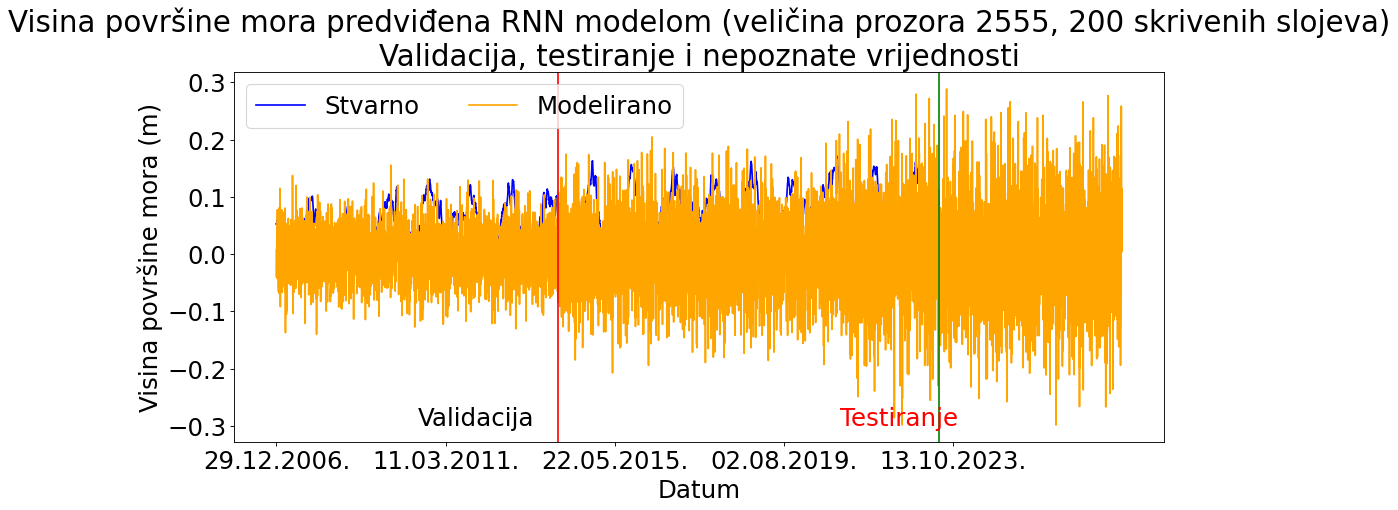 Visina površine mora predviđena RNN modelom (veličina prozora 2555, 200 skrivenih slojeva)
Validacija, testiranje i nepoznate vrijednosti
Stvarno Modelirano
Visina površine mora (m)
0.3
0.2
0.1
0.0
−0.1
−0.2
−0.3
Validacija Testiranje
29.12.2006. 11.03.2011. 22.05.2015. 02.08.2019. 13.10.2023.
Datum